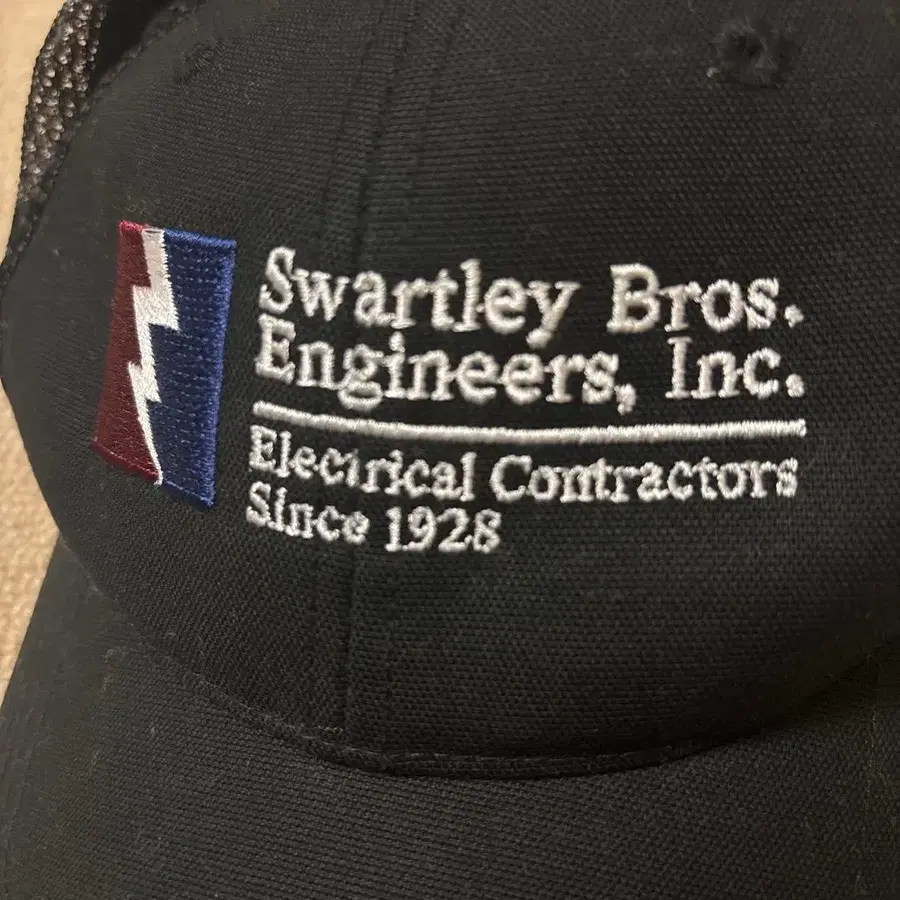 Swartley Bros.
Engineers, Inc.
Electrical Contractors
Since 1928